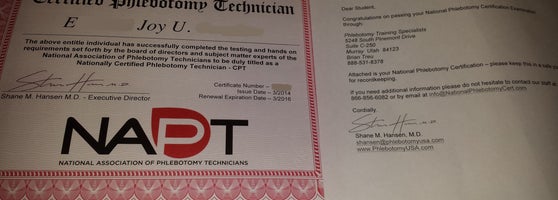 Certified Phlebotomy Technician
E Joy U.
The above entitle individual has successfully completed the testing and hands on
requirements set forth by the board of directors and subject matter experts of the
National Association of Phlebotomy Technicians to be duly titled as a
Nationally Certified Phlebotomy Technician - CPT
Certificate Number –
Issue Date – 3/2014
Renewal Expiration Date – 3/2016
Shane M. Hansen M.D. - Executive Director
NAPT
NATIONAL ASSOCIATION OF PHLEBOTOMY TECHNICIANS
Dear Student,
Congratulations on passing your National Phlebotomy Certification Examination
through:
Phlebotomy Training Specialists
5248 South Pinemont Drive
Suite C-250
Murray Utah 84123
Brian Treu
888-531-8378
Attached is your National Phlebotomy Certification – please keep this in a safe
for recordkeeping.
If you need additional information please do not hesitate to contact our staff at
866-856-6082 or by email at info@NationalPhlebotomyCert.com
Cordially,
Shane M. Hansen, M.D.
shansen@phlebotomyusa.com
www.PhlebotomyUSA.com